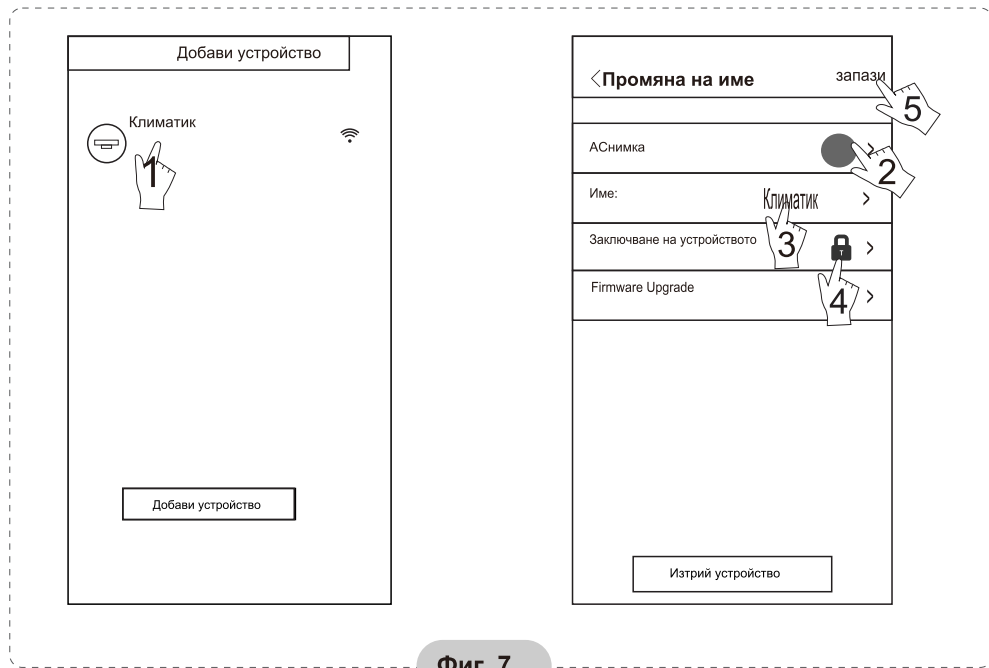 Добави устройство
Климатик
1
Добави устройство
<Промяна на име
запази
5
АСнимка
2
Име:
Климатик
3
Заключване на устройството
4
Firmware Upgrade
Изтрий устройство
Фиг. 7